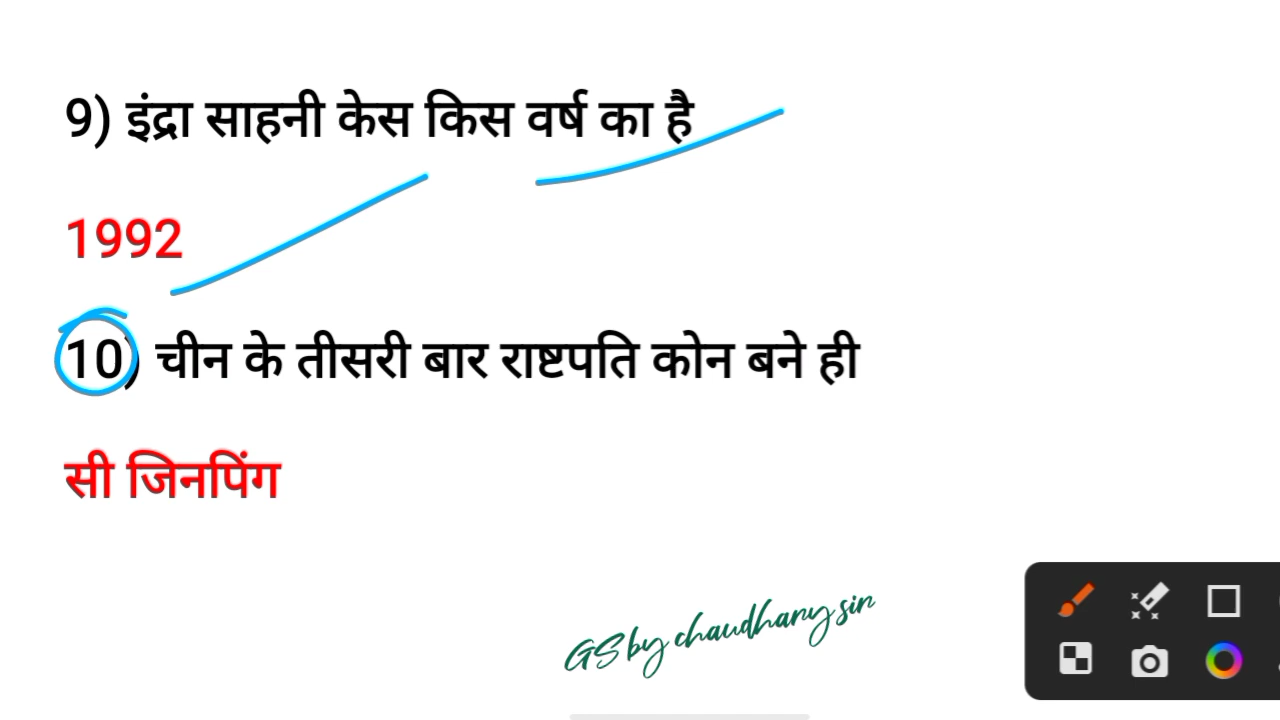 9) इंद्रा साहनी केस किस वर्ष का है
1992
10) चीन के तीसरी बार राष्टपति कोन बने ही
सी जिनपिंग
GS by chaudhary sir